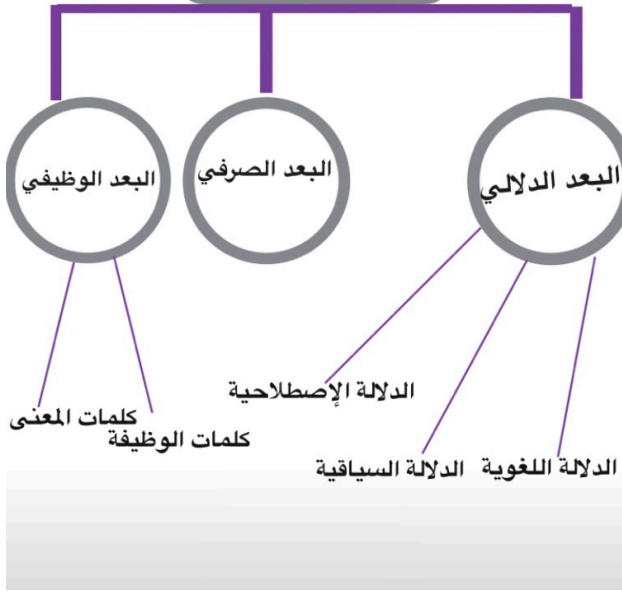 البعد الدلالي
البعد الصرفي
البعد الوظيفي
الدلالة الإصطلاحية
كلمات المعنى
كلمات الوظيفة
الدلالة اللغوية
الدلالة السياقية